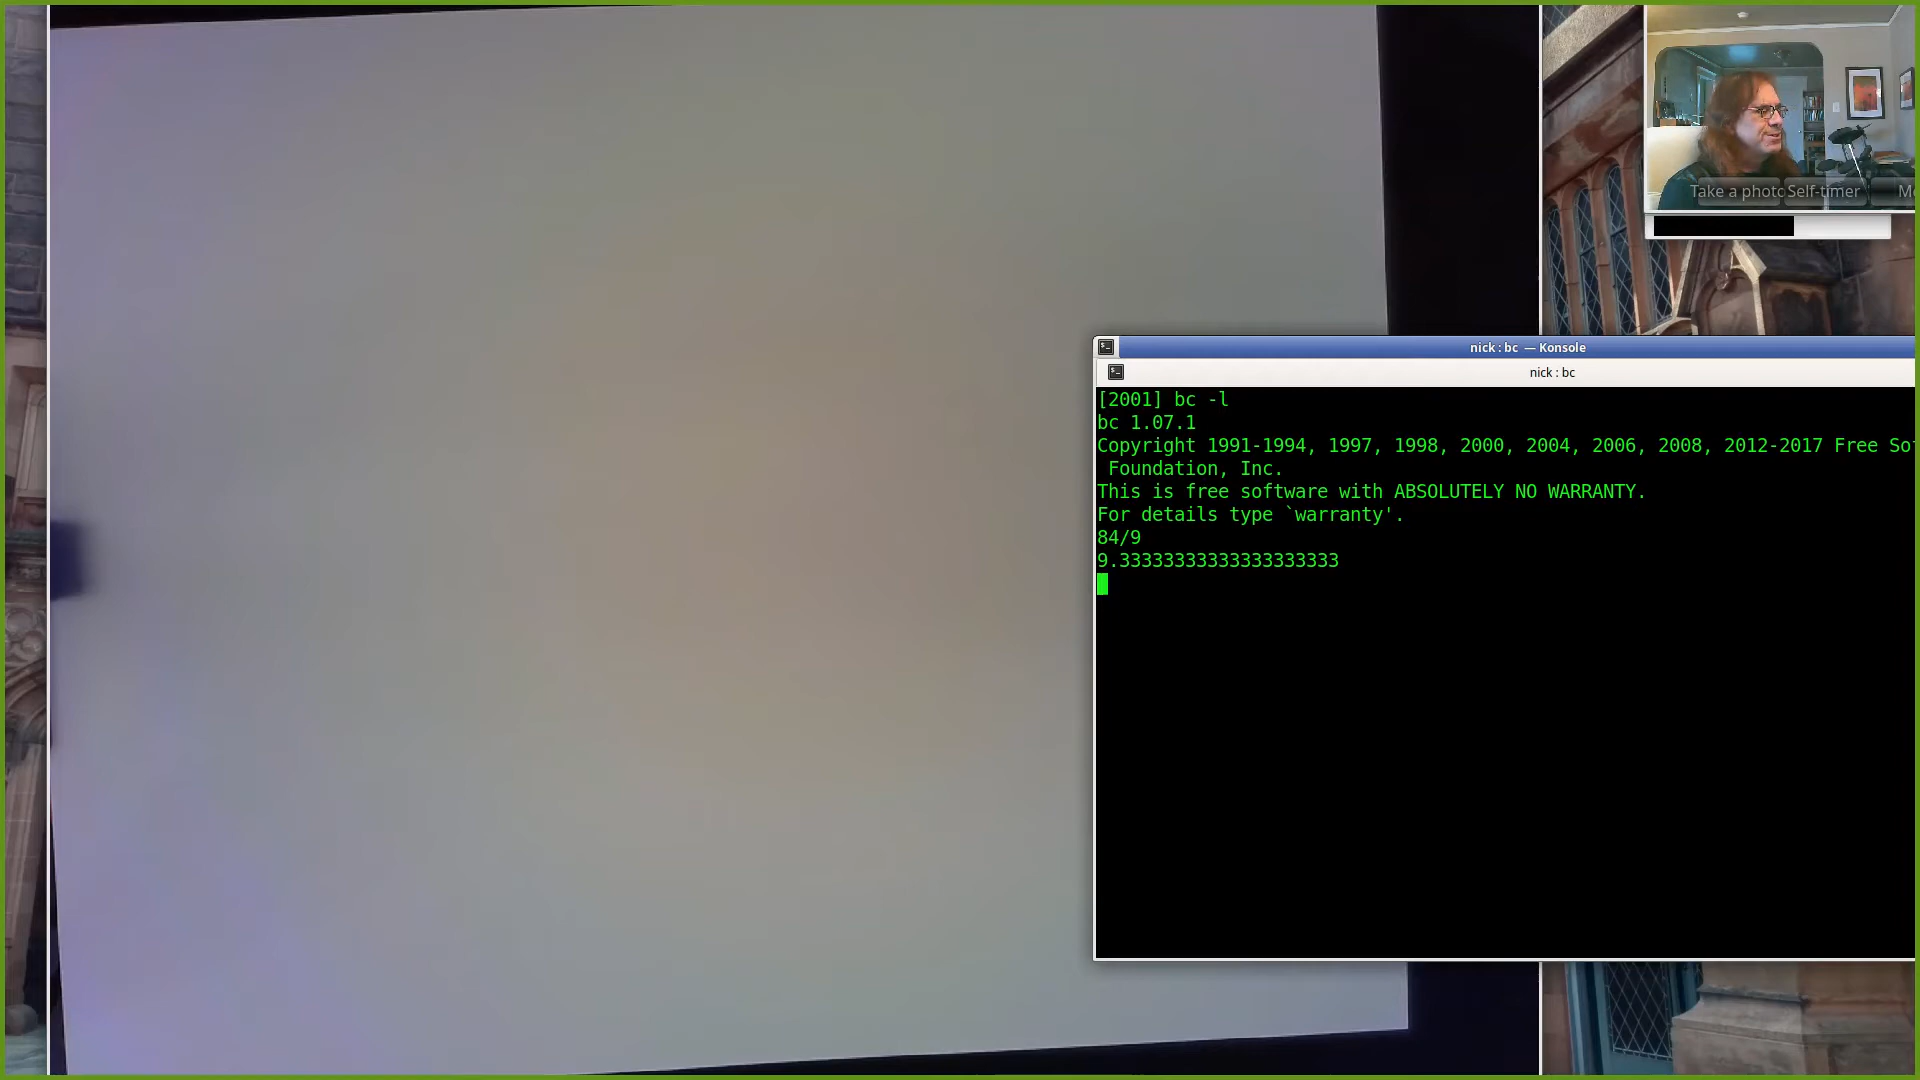 Take a photo Self-timer
nick : bc — Konsole
nick : bc
[2001] bc -l
bc 1.07.1
Copyright 1991-1994, 1997, 1998, 2000, 2004, 2006, 2008, 2012-2017 Free
Foundation, Inc.
This is free software with ABSOLUTELY NO WARRANTY.
For details type `warranty'.
84/9
9.33333333333333333333